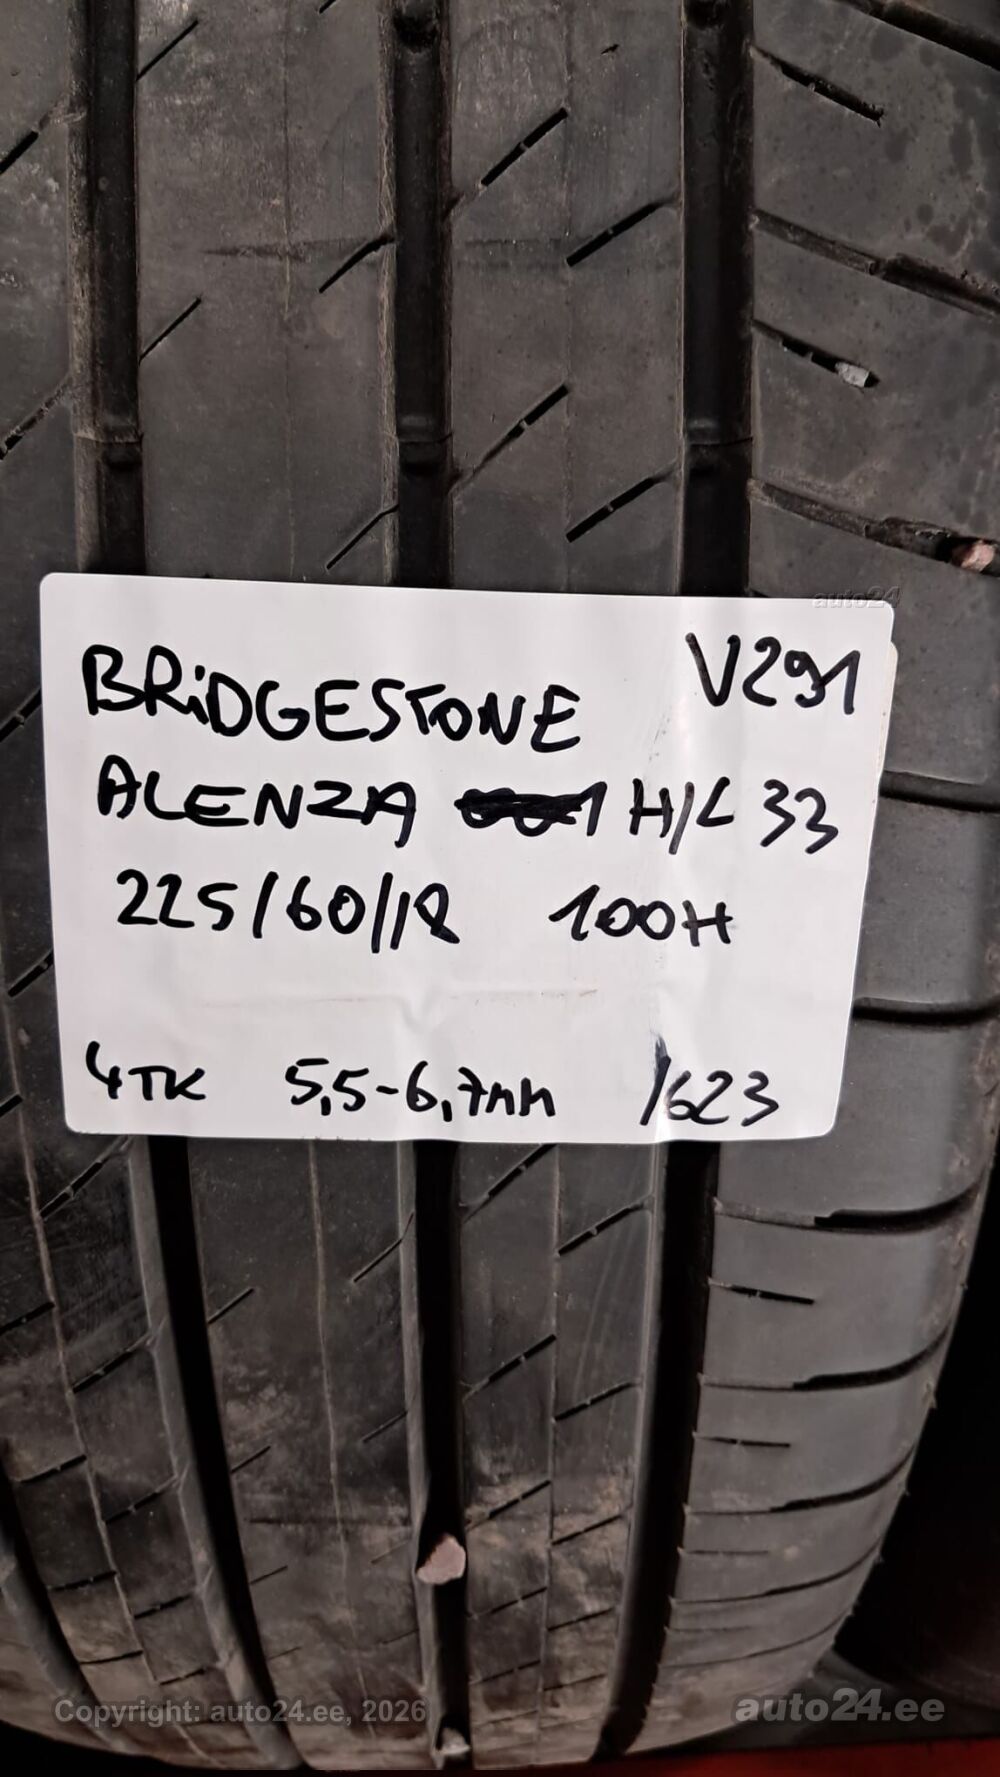 auto24
V291
BRiDGESTONE
ALENZA 1 H/L 33
225/60/18 100H
4TK 5,5-6,7mm 1623
Copyright: auto24.ee, 2026
auto24.ee